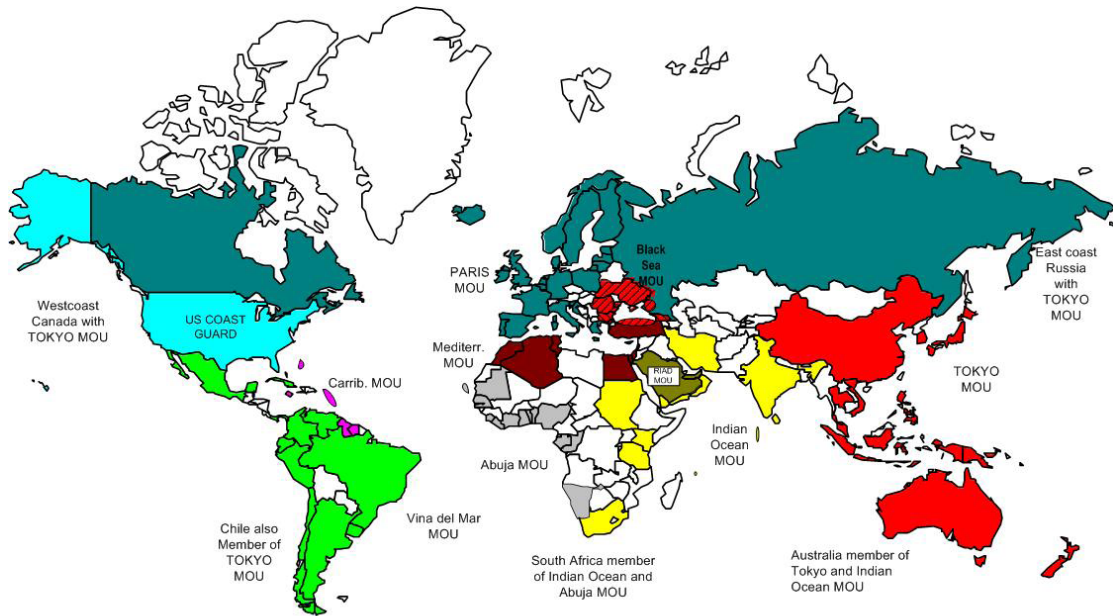 Black
Sea
MOU
PARIS
MOU
East coast
Russia
with
TOKYO
MOU
Westcoast
Canada with
TOKYO MOU
US COAST
GUARD
Mediterr.
MOU
RIAD
MOU
TOKYO
MOU
Carrib. MOU
Indian
Ocean
MOU
Abuja MOU
Vina del Mar
MOU
Chile also
Member of
TOKYO
MOU
South Africa member
of Indian Ocean and
Abuja MOU
Australia member of
Tokyo and Indian
Ocean MOU